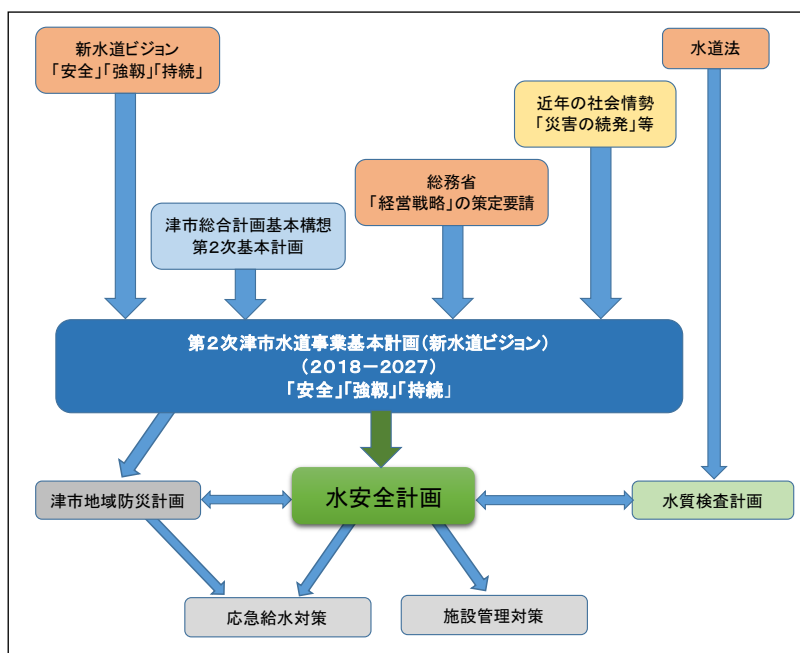 新水道ビジョン
「安全」「強靱」「持続」
水道法
近年の社会情勢
「災害の続発」等
総務省
「経営戦略」の策定要請
津市総合計画基本構想
第2次基本計画
第2次津市水道事業基本計画(新水道ビジョン)
(2018-2027)
「安全」「強靱」「持続」
津市地域防災計画
水安全計画
水質検査計画
応急給水対策
施設管理対策